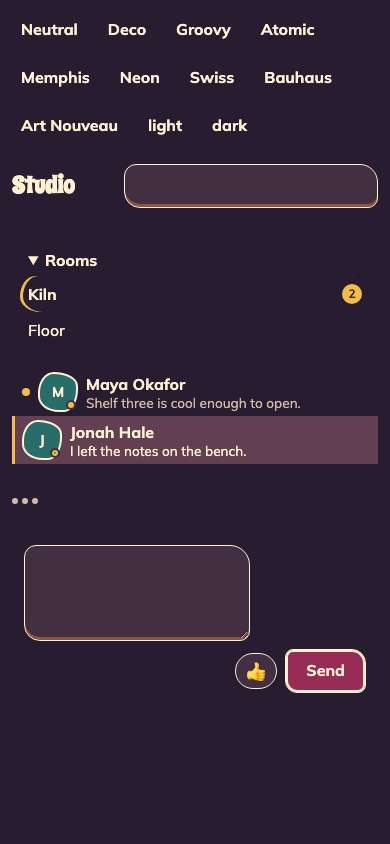 Neutral Deco Groovy Atomic
Memphis Neon Swiss Bauhaus
Art Nouveau light dark
Studio
Rooms
Kiln 2
Floor
M Maya Okafor
Shelf three is cool enough to open.
J Jonah Hale
I left the notes on the bench.
Send